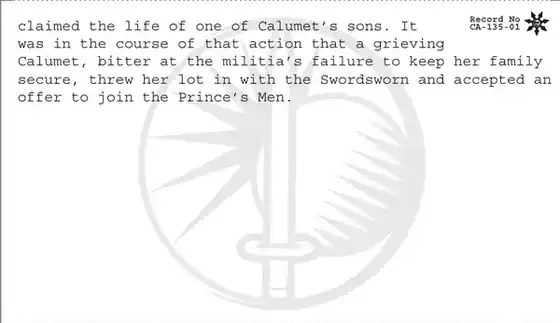 claimed the life of one of Calumet's sons. It
was in the course of that action that a grieving
Calumet, bitter at the militia's failure to keep her family
secure, threw her lot in with the Swordsworn and accepted an
offer to join the Prince's Men.
Record No
CA-135-01